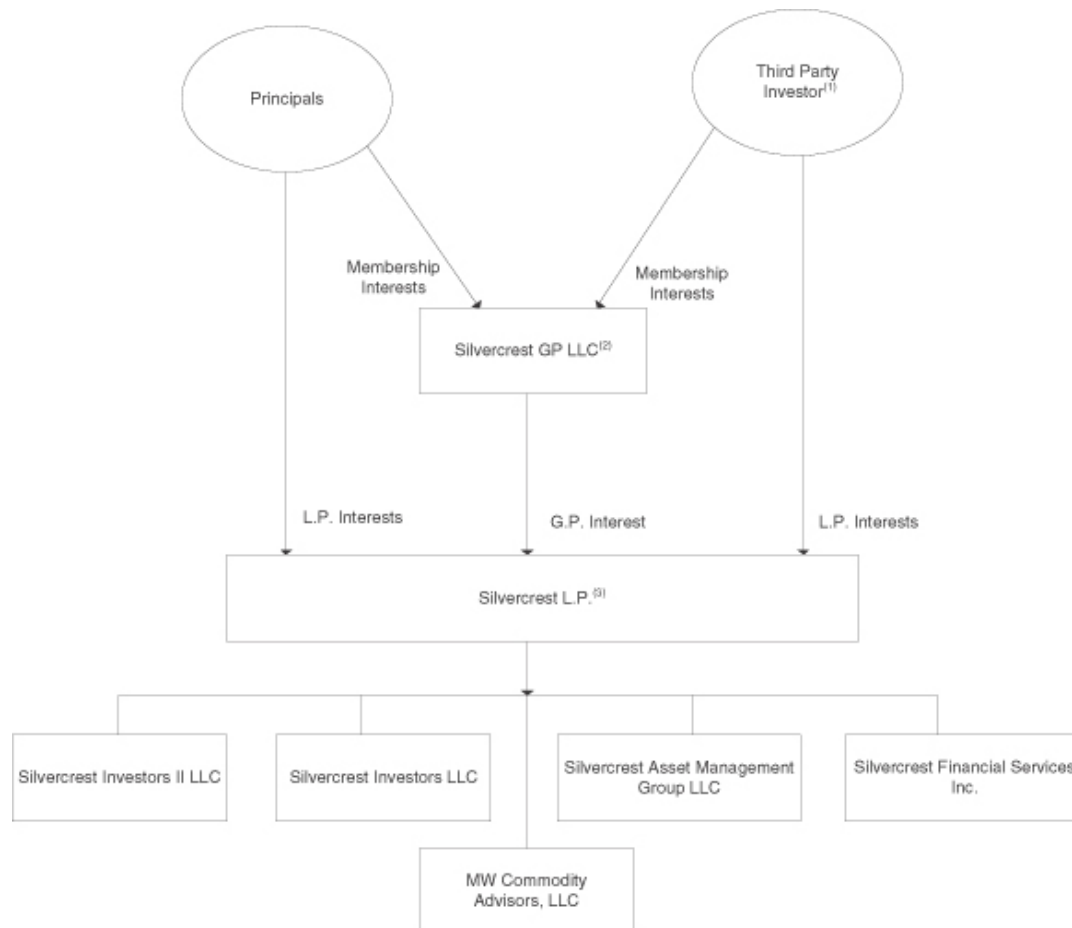 Principals
Third Party
Investor(1)
Membership
Interests
Membership
Interests
Silvercrest GP LLC(2)
L.P. Interests
G.P. Interest
L.P. Interests
Silvercrest L.P.(3)
Silvercrest Investors II LLC
Silvercrest Investors LLC
Silvercrest Asset Management
Group LLC
Silvercrest Financial Services
Inc.
MW Commodity
Advisors, LLC